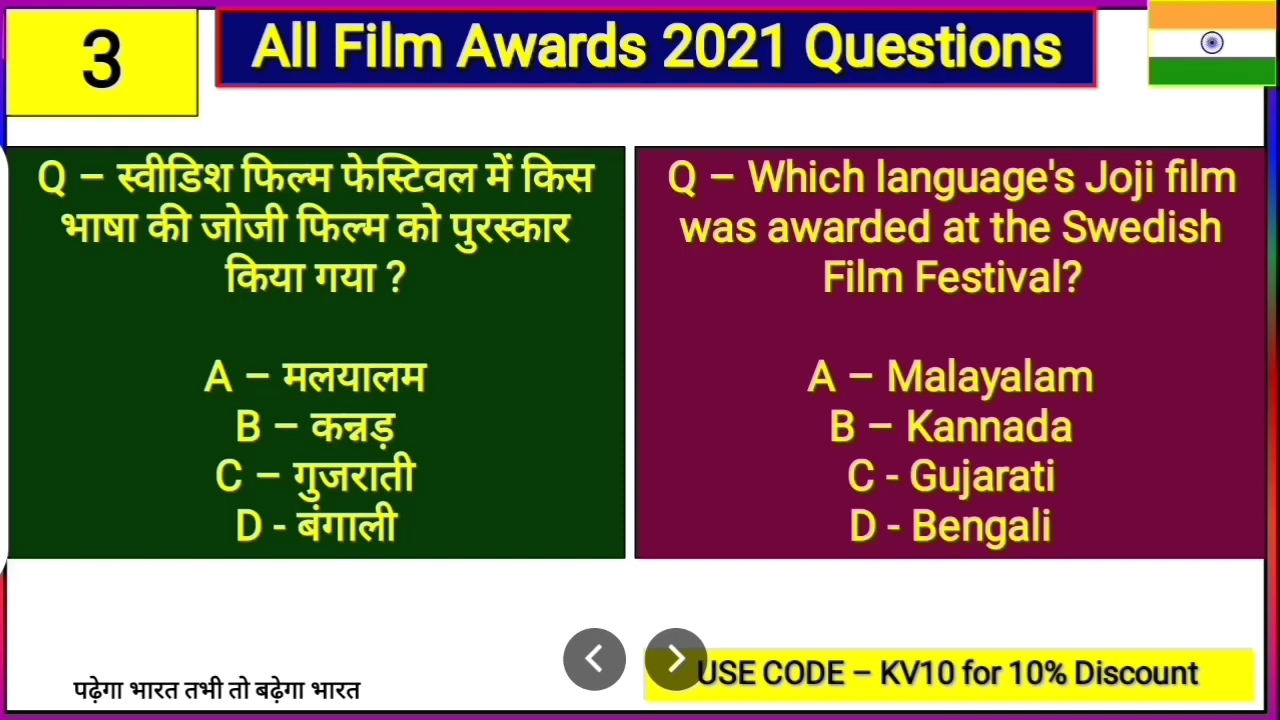 3
All Film Awards 2021 Questions
Q – स्वीडिश फिल्म फेस्टिवल में किस
भाषा की जोजी फिल्म को पुरस्कार
किया गया ?
A – मलयालम
B – कन्नड़
C – गुजराती
D - बंगाली
Q – Which language's Joji film
was awarded at the Swedish
Film Festival?
A – Malayalam
B – Kannada
C - Gujarati
D - Bengali
पढ़ेगा भारत तभी तो बढ़ेगा भारत
USE CODE – KV10 for 10% Discount